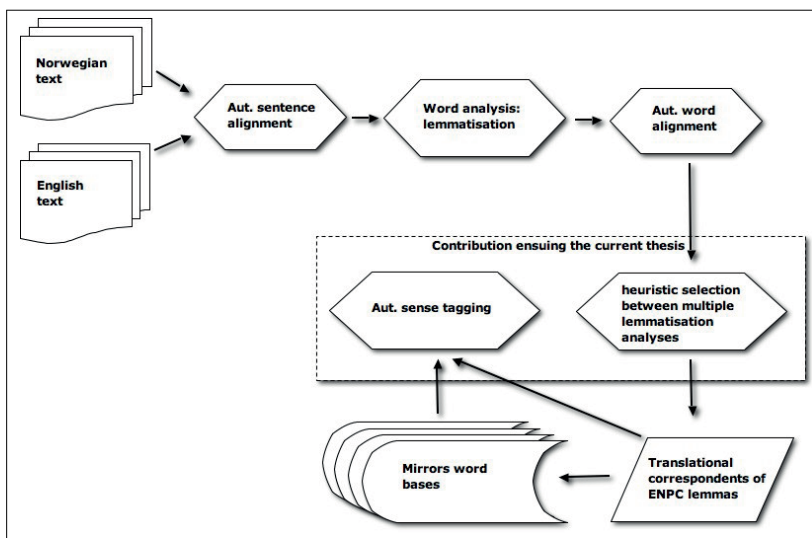 Norwegian
text
English
text
Aut. sentence
alignment
Word analysis:
lemmatisation
Aut. word
alignment
Contribution ensuing the current thesis
Aut. sense tagging
heuristic selection
between multiple
lemmatisation
analyses
Mirrors word
bases
Translational
correspondents of
ENPC lemmas